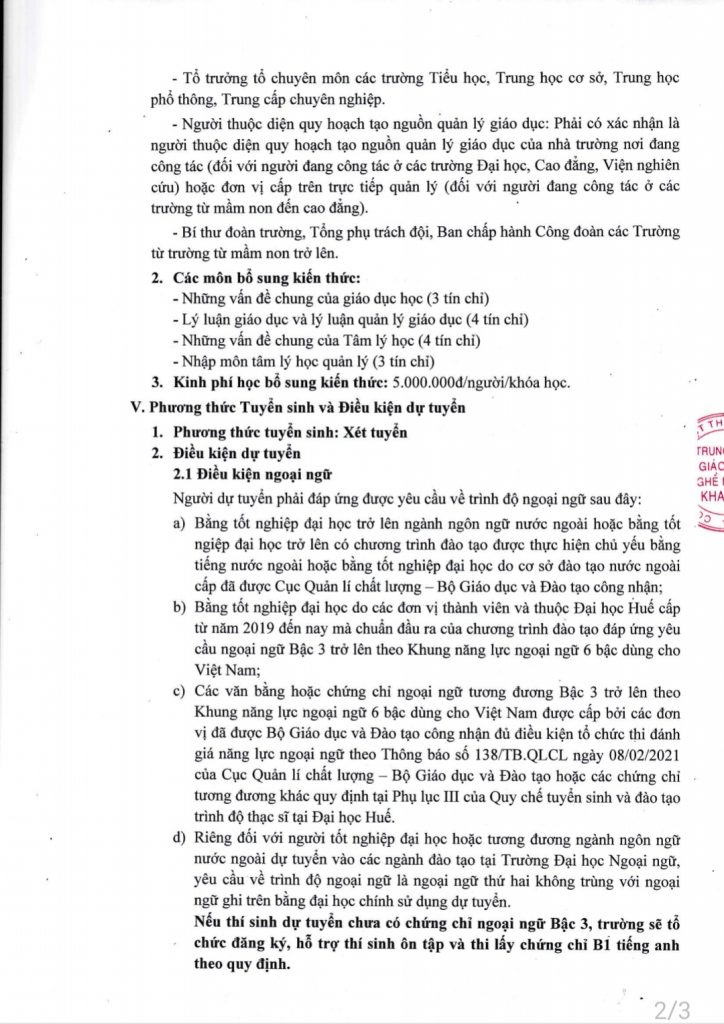 - Tổ trưởng tổ chuyên môn các trường Tiểu học, Trung học cơ sở, Trung học
phổ thông, Trung cấp chuyên nghiệp.
- Người thuộc diện quy hoạch tạo nguồn quản lý giáo dục: Phải có xác nhận là
người thuộc diện quy hoạch tạo nguồn quản lý giáo dục của nhà trường nơi đang
công tác (đối với người đang công tác ở các trường Đại học, Cao đẳng, Viện nghiên
cứu) hoặc đơn vị cấp trên trực tiếp quản lý (đối với người đang công tác ở các
trường từ mầm non đến cao đẳng).
- Bí thư đoàn trường, Tổng phụ trách đội, Ban chấp hành Công đoàn các Trường
từ trường từ mầm non trở lên.
2. Các môn bổ sung kiến thức:
- Những vấn đề chung của giáo dục học (3 tín chỉ)
- Lý luận giáo dục và lý luận quản lý giáo dục (4 tín chỉ)
- Những vấn đề chung của Tâm lý học (4 tín chỉ)
- Nhập môn tâm lý học quản lý (3 tín chỉ)
3. Kinh phí học bổ sung kiến thức: 5.000.000đ/người/khóa học.
V. Phương thức Tuyển sinh và Điều kiện dự tuyển
1. Phương thức tuyển sinh: Xét tuyển
2. Điều kiện dự tuyển
2.1 Điều kiện ngoại ngữ
Người dự tuyển phải đáp ứng được yêu cầu về trình độ ngoại ngữ sau đây:
a) Bằng tốt nghiệp đại học trở lên ngành ngôn ngữ nước ngoài hoặc bằng tốt
ngiệp đại học trở lên có chương trình đào tạo được thực hiện chủ yếu bằng
tiếng nước ngoài hoặc bằng tốt nghiệp đại học do cơ sở đào tạo nước ngoài
cấp đã được Cục Quản lí chất lượng – Bộ Giáo dục và Đào tạo công nhận;
b) Bằng tốt nghiệp đại học do các đơn vị thành viên và thuộc Đại học Huế cấp
từ năm 2019 đến nay mà chuẩn đầu ra của chương trình đào tạo đáp ứng yêu
cầu ngoại ngữ Bậc 3 trở lên theo Khung năng lực ngoại ngữ 6 bậc dùng cho
Việt Nam;
c) Các văn bằng hoặc chứng chỉ ngoại ngữ tương đương Bậc 3 trở lên theo
Khung năng lực ngoại ngữ 6 bậc dùng cho Việt Nam được cấp bởi các đơn
vị đã được Bộ Giáo dục và Đào tạo công nhận đủ điều kiện tổ chức thi đánh
giá năng lực ngoại ngữ theo Thông báo số 138/TB.QLCL ngày 08/02/2021
của Cục Quản lí chất lượng – Bộ Giáo dục và Đào tạo hoặc các chứng chỉ
tương đương khác quy định tại Phụ lục III của Quy chế tuyển sinh và đào tạo
trình độ thạc sĩ tại Đại học Huế.
d) Riêng đối với người tốt nghiệp đại học hoặc tương đương ngành ngôn ngữ
nước ngoài dự tuyển vào các ngành đào tạo tại Trường Đại học Ngoại ngữ,
yêu cầu về trình độ ngoại ngữ là ngoại ngữ thứ hai không trùng với ngoại
ngữ ghi trên bằng đại học chính sử dụng dự tuyển.
Nếu thí sinh dự tuyển chưa có chứng chỉ ngoại ngữ Bậc 3, trường sẽ tổ
chức đăng ký, hỗ trợ thí sinh ôn tập và thi lấy chứng chỉ B1 tiếng anh
theo quy định.
TRUN
GIÁO
GHỀ
KHA
2/3